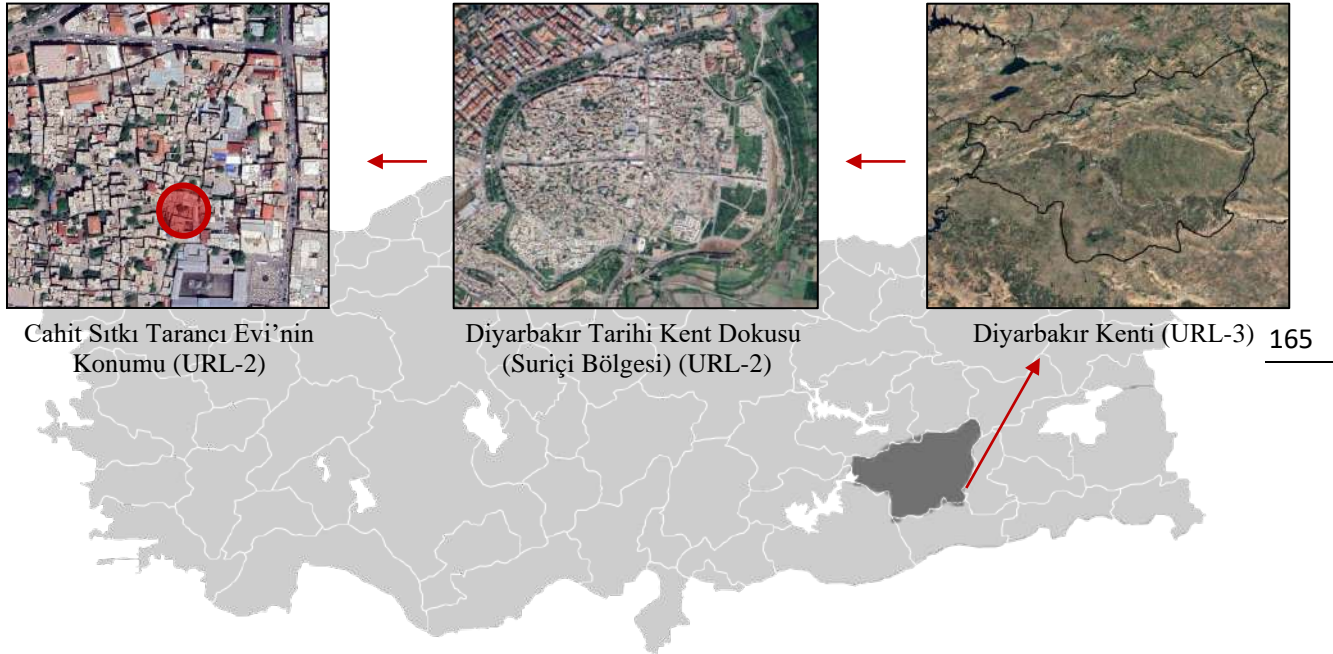 Cahit Sıtkı Tarancı Evi’nin
Konumu (URL-2)
Diyarbakır Tarihi Kent Dokusu
(Suriçi Bölgesi) (URL-2)
Diyarbakır Kenti (URL-3)
165